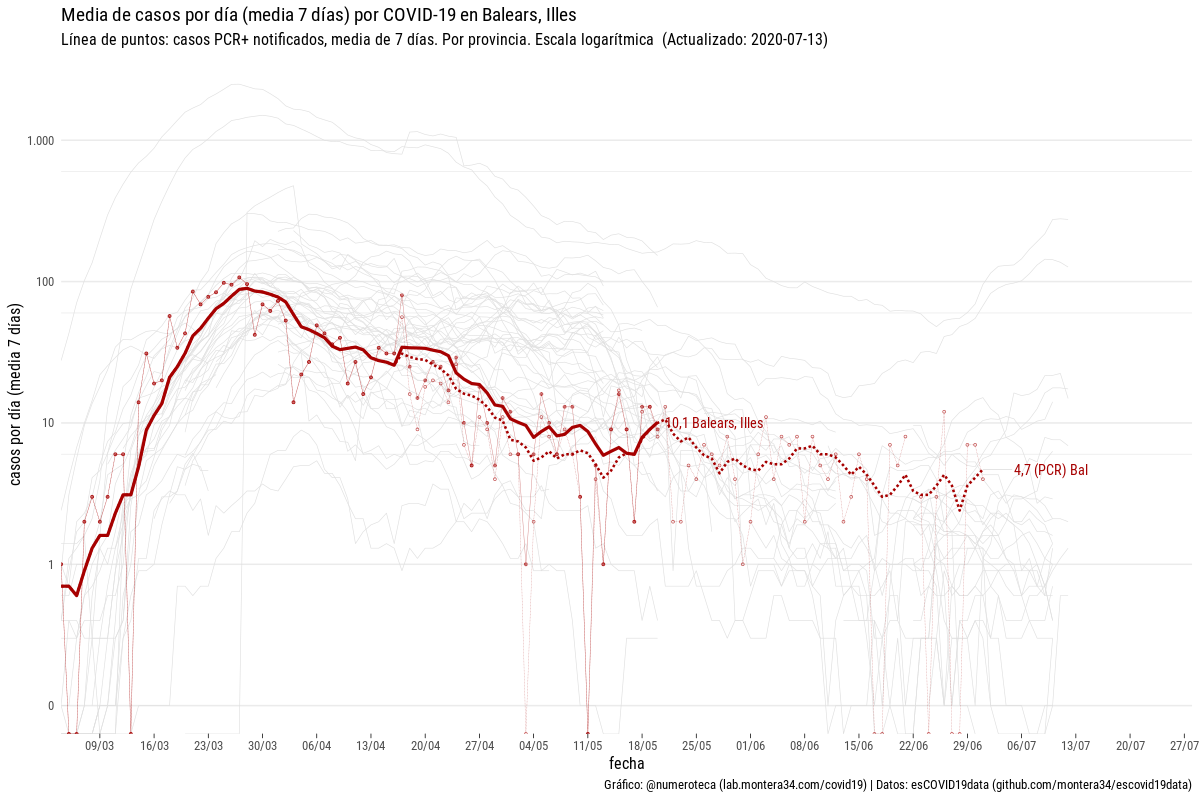 Media de casos por día (media 7 días) por COVID-19 en Balears, Illes
Línea de puntos: casos PCR+ notificados, media de 7 días. Por provincia. Escala logarítmica  (Actualizado: 2020-07-13)
casos por día (media 7 días)
1.000
100
10
1
0
10,1 Balears, Illes
4,7 (PCR) Bal
09/03 16/03 23/03 30/03 06/04 13/04 20/04 27/04 04/05 11/05 18/05 25/05 01/06 08/06 15/06 22/06 29/06 06/07 13/07 20/07 27/07
fecha
Gráfico: @numeroteca (lab.montera34.com/covid19) | Datos: esCOVID19data (github.com/montera34/escovid19data)